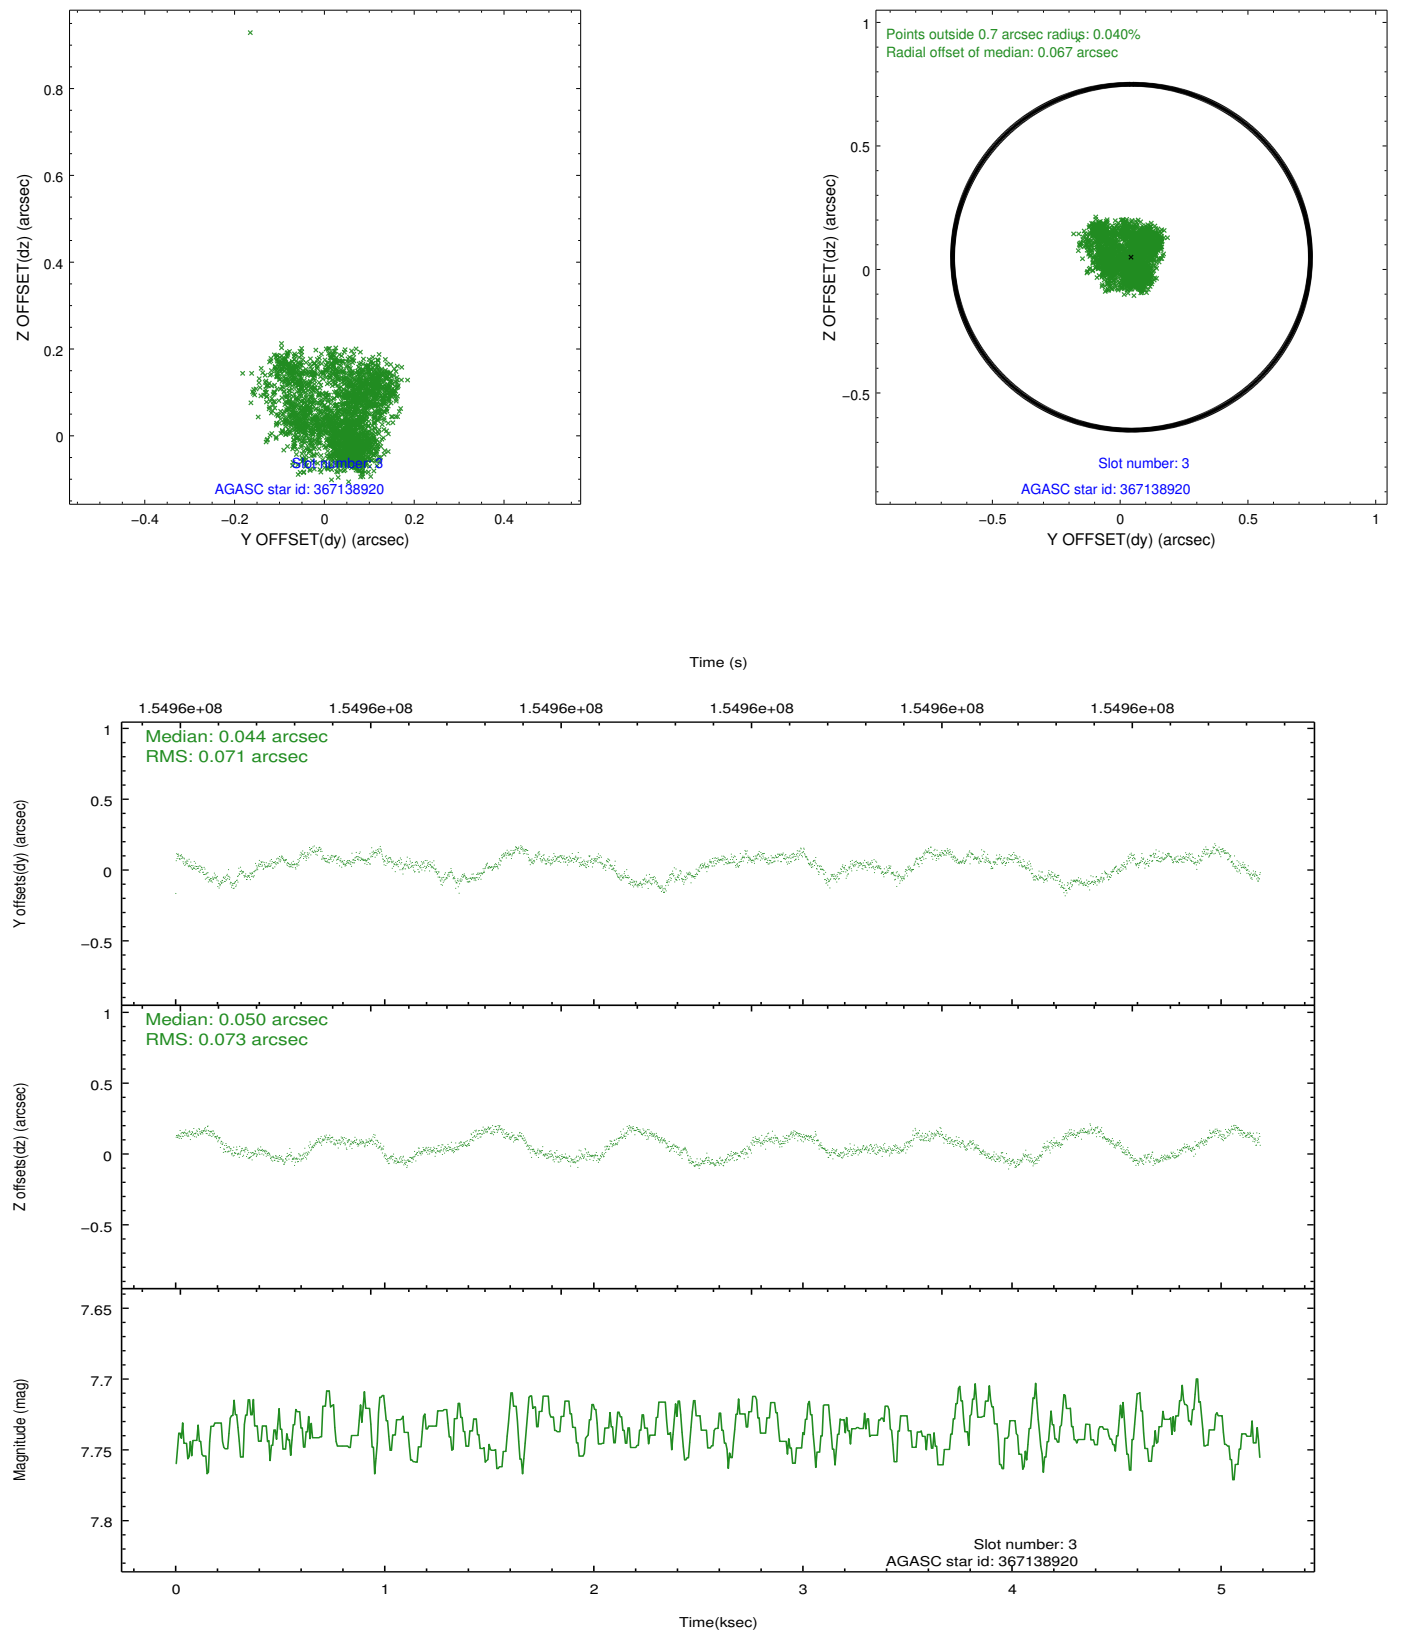 0.8
0.6
0.4
0.2
0
Z OFFSET(dz) (arcsec)
Slot number: 3
AGASC star id: 367138920
−0.4 −0.2 0 0.2 0.4
Y OFFSET(dy) (arcsec)
Points outside 0.7 arcsec radius: 0.040%
Radial offset of median: 0.067 arcsec
1
0.5
0
−0.5
Z OFFSET(dz) (arcsec)
Slot number: 3
AGASC star id: 367138920
−0.5 0 0.5 1
Y OFFSET(dy) (arcsec)
Time (s)
1.5496e+08 1.5496e+08 1.5496e+08 1.5496e+08 1.5496e+08 1.5496e+08
Median: 0.044 arcsec
RMS: 0.071 arcsec
1
0.5
0
−0.5
Y offsets(dy) (arcsec)
Median: 0.050 arcsec
RMS: 0.073 arcsec
1
0.5
0
−0.5
Z offsets(dz) (arcsec)
7.65
7.7
7.75
7.8
Magnitude (mag)
Slot number: 3
AGASC star id: 367138920
0 1 2 3 4 5
Time(ksec)